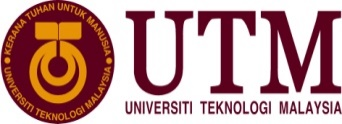 • KERANA TUHAN UNTUK MANUSIA •
UNIVERSITI TEKNOLOGI MALAYSIA
UTM
UNIVERSITI TEKNOLOGI MALAYSIA